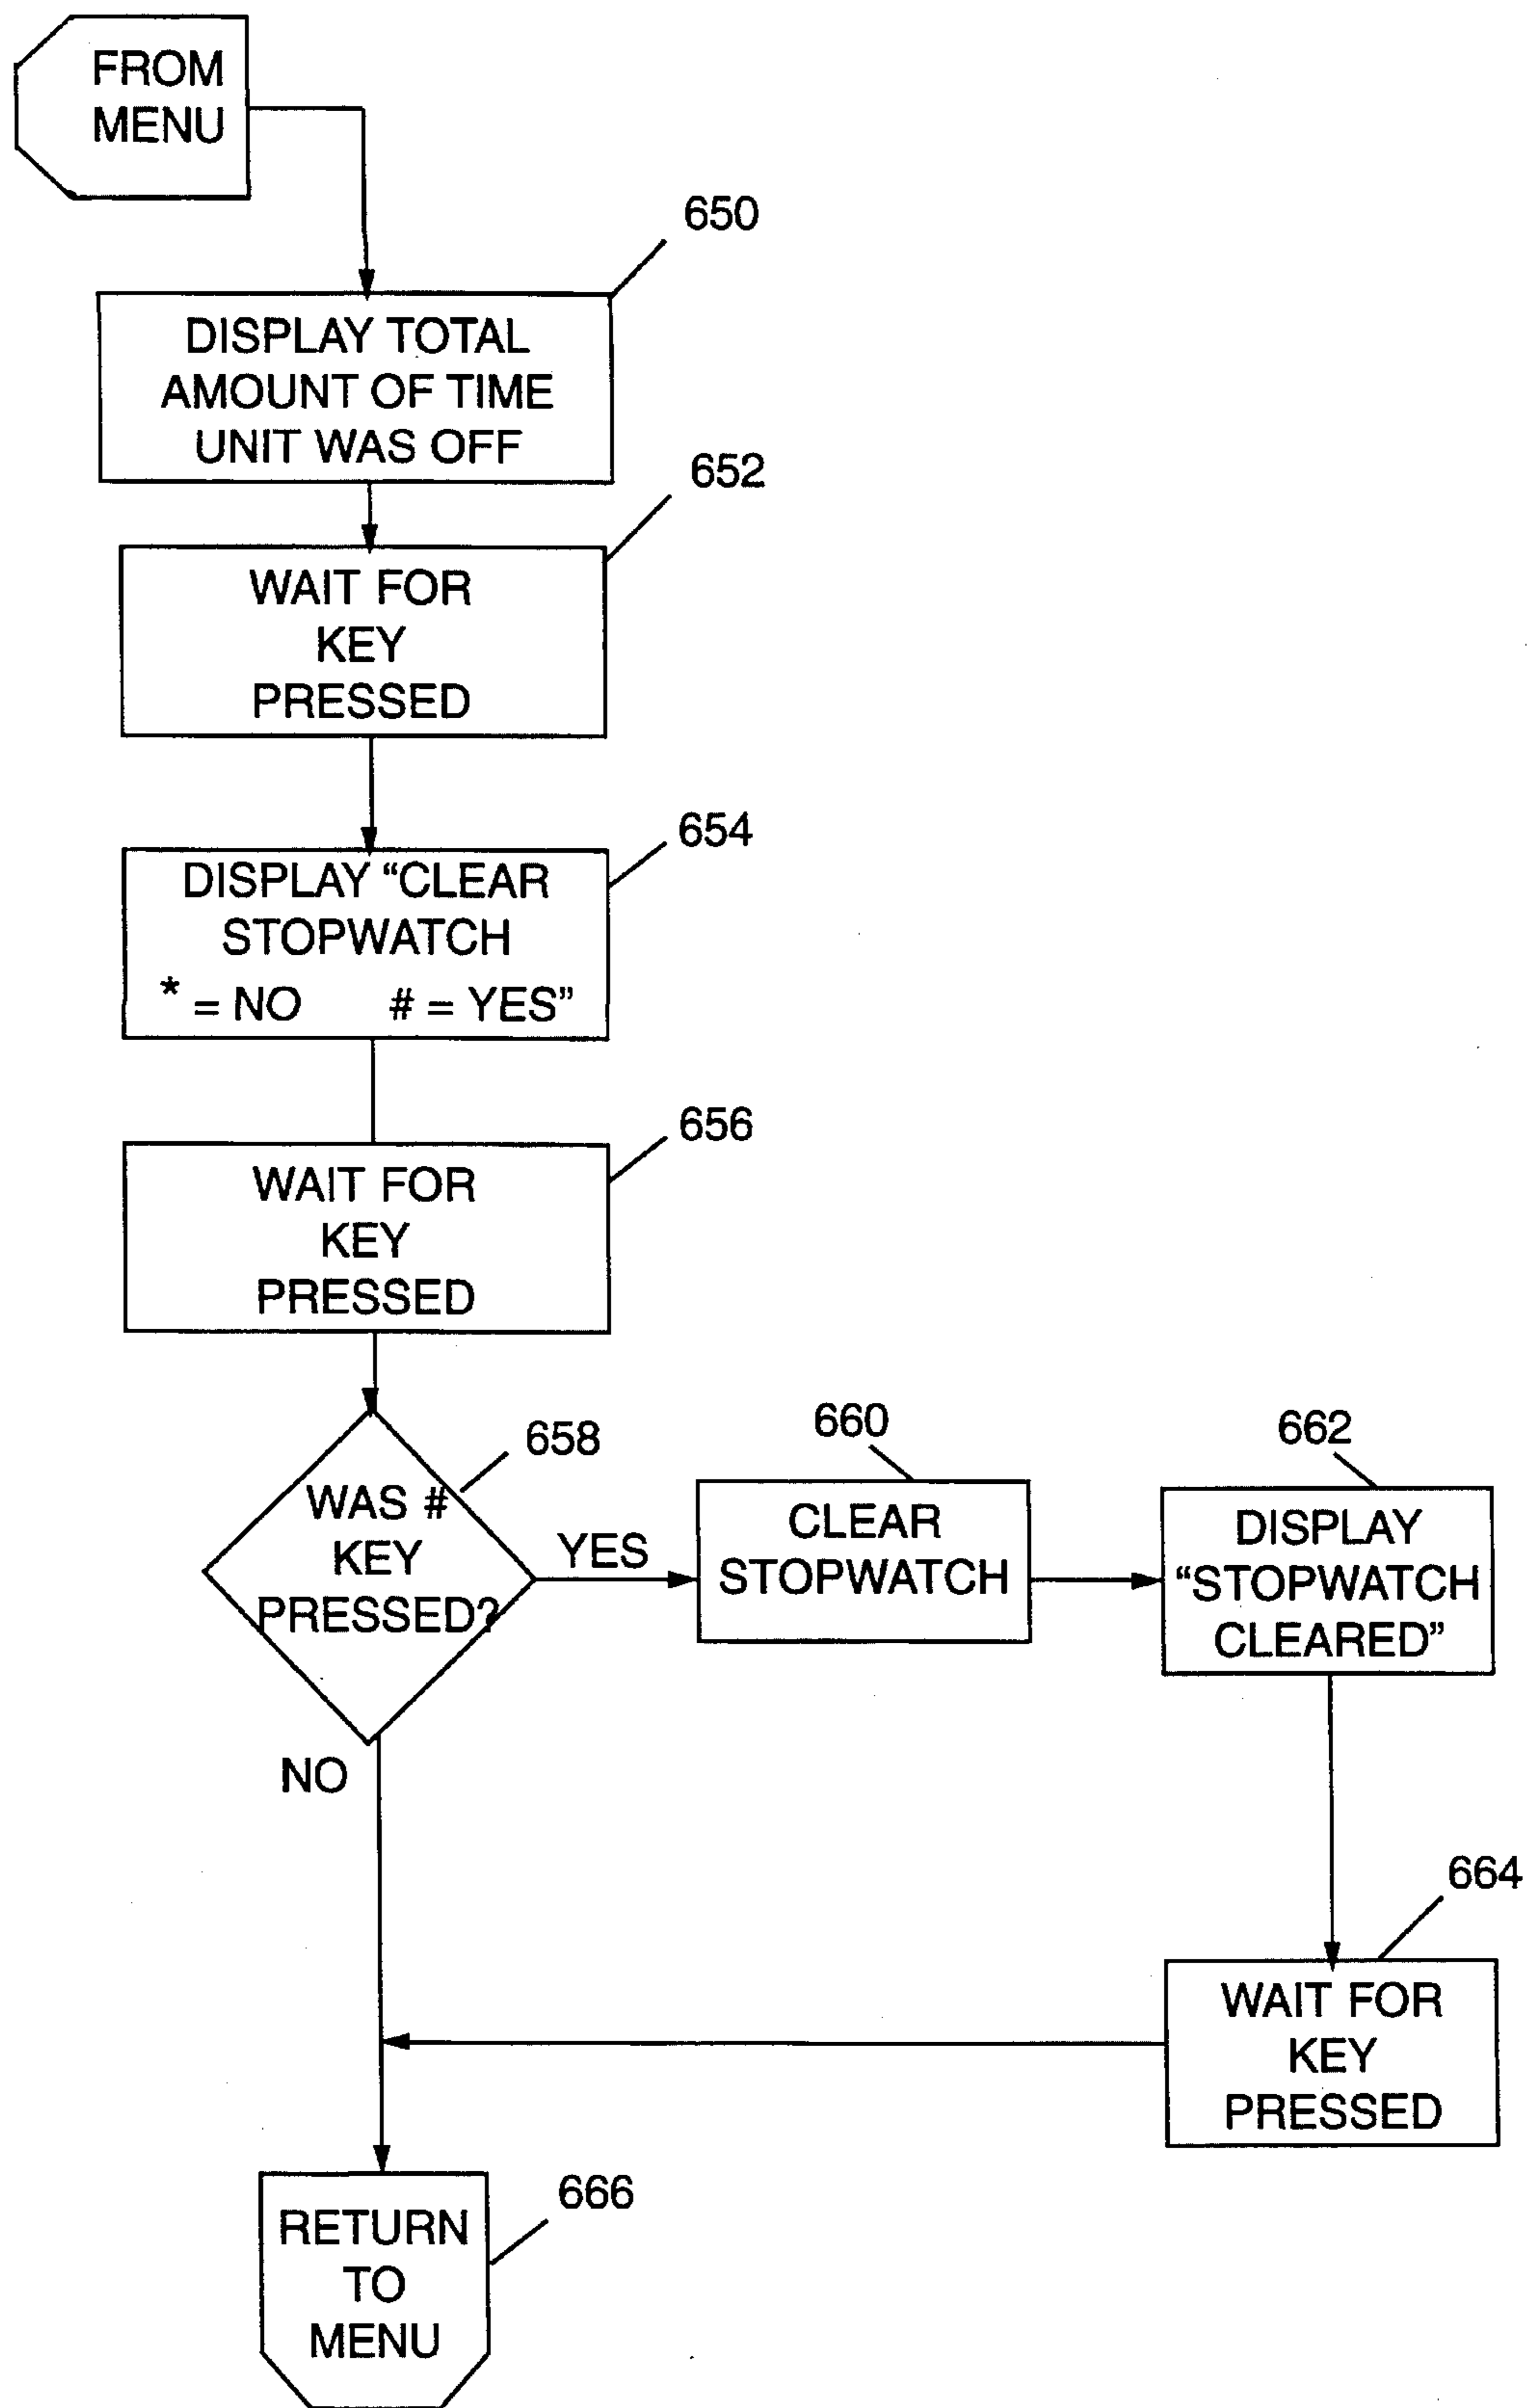 FROM
MENU
650
DISPLAY TOTAL
AMOUNT OF TIME
UNIT WAS OFF
652
WAIT FOR
KEY
PRESSED
654
DISPLAY “CLEAR
STOPWATCH
* = NO # = YES”
656
WAIT FOR
KEY
PRESSED
658
WAS #
KEY
PRESSED?
YES
NO
660
CLEAR
STOPWATCH
662
DISPLAY
“STOPWATCH
CLEARED”
664
WAIT FOR
KEY
PRESSED
666
RETURN
TO
MENU